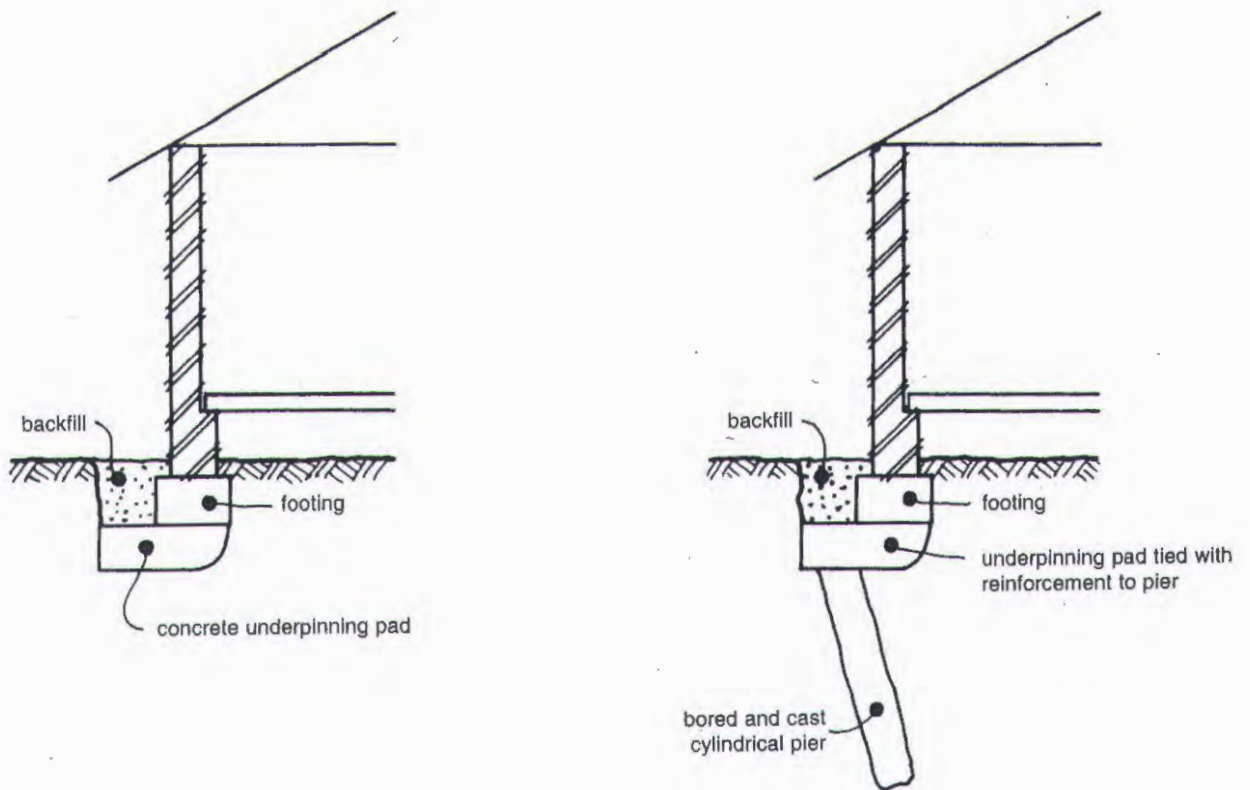 backfill
footing
concrete underpinning pad
backfill
footing
underpinning pad tied with
reinforcement to pier
bored and cast
cylindrical pier